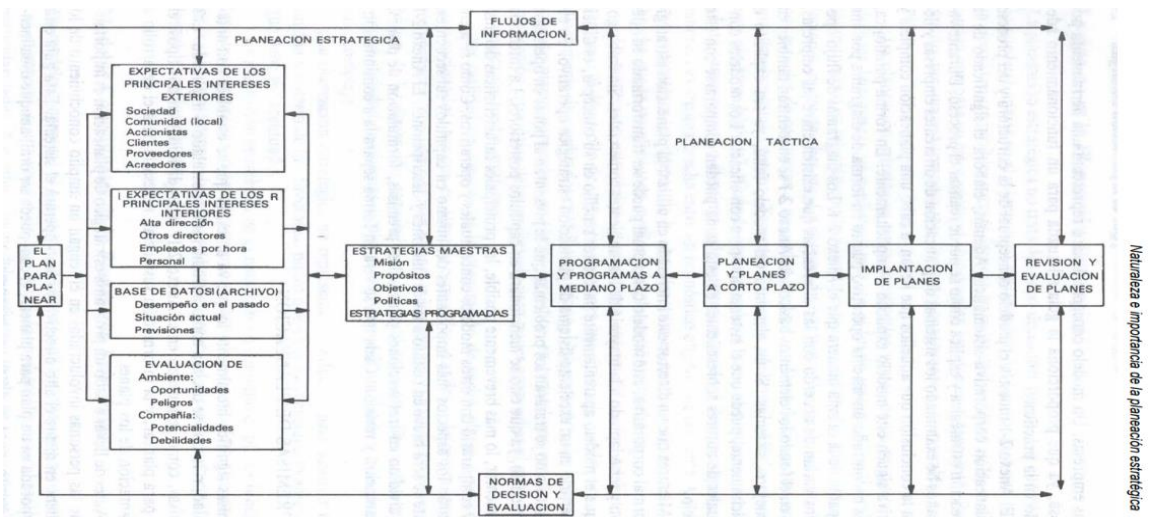 FLUJOS DE
INFORMACION
PLANEACION ESTRATEGICA
EXPECTATIVAS DE LOS
PRINCIPALES INTERESES
EXTERIORES
Sociedad
Comunidad (local)
Accionistas
Clientes
Proveedores
Acreedores
PLANEACION TACTICA
EXPECTATIVAS DE LOS
PRINCIPALES INTERESES
INTERIORES
Alta dirección
Otros directores
Empleados por hora
Personal
EL
PLAN
PARA
PLA-
NEAR
BASE DE DATOS (ARCHIVO)
Desempeño en el pasado
Situación actual
Previsiones
EVALUACION DE
Ambiente:
Oportunidades
Peligros
Compañía:
Potencialidades
Debilidades
ESTRATEGIAS MAESTRAS
Misión
Propósitos
Objetivos
Políticas
ESTRATEGIAS PROGRAMADAS
PROGRAMACION
Y PROGRAMAS A
MEDIANO PLAZO
PLANEACION
Y PLANES
A CORTO PLAZO
IMPLANTACION
DE PLANES
REVISION Y
EVALUACION
DE PLANES
NORMAS DE
DECISION Y
EVALUACION
Naturaleza e importancia de la planeación estratégica